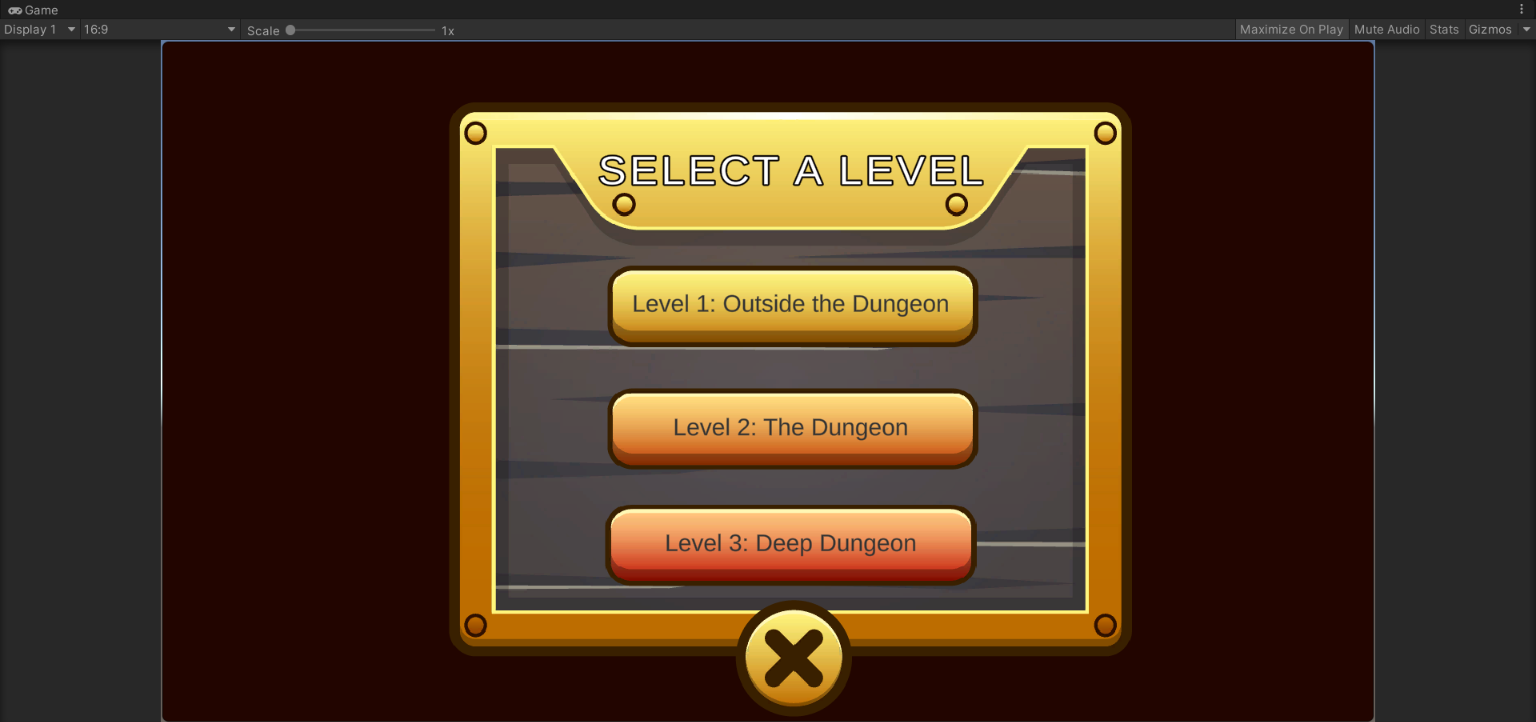 Game
Display 1 16:9 Scale 1x Maximize On Play Mute Audio Stats Gizmos
SELECT A LEVEL
Level 1: Outside the Dungeon
Level 2: The Dungeon
Level 3: Deep Dungeon